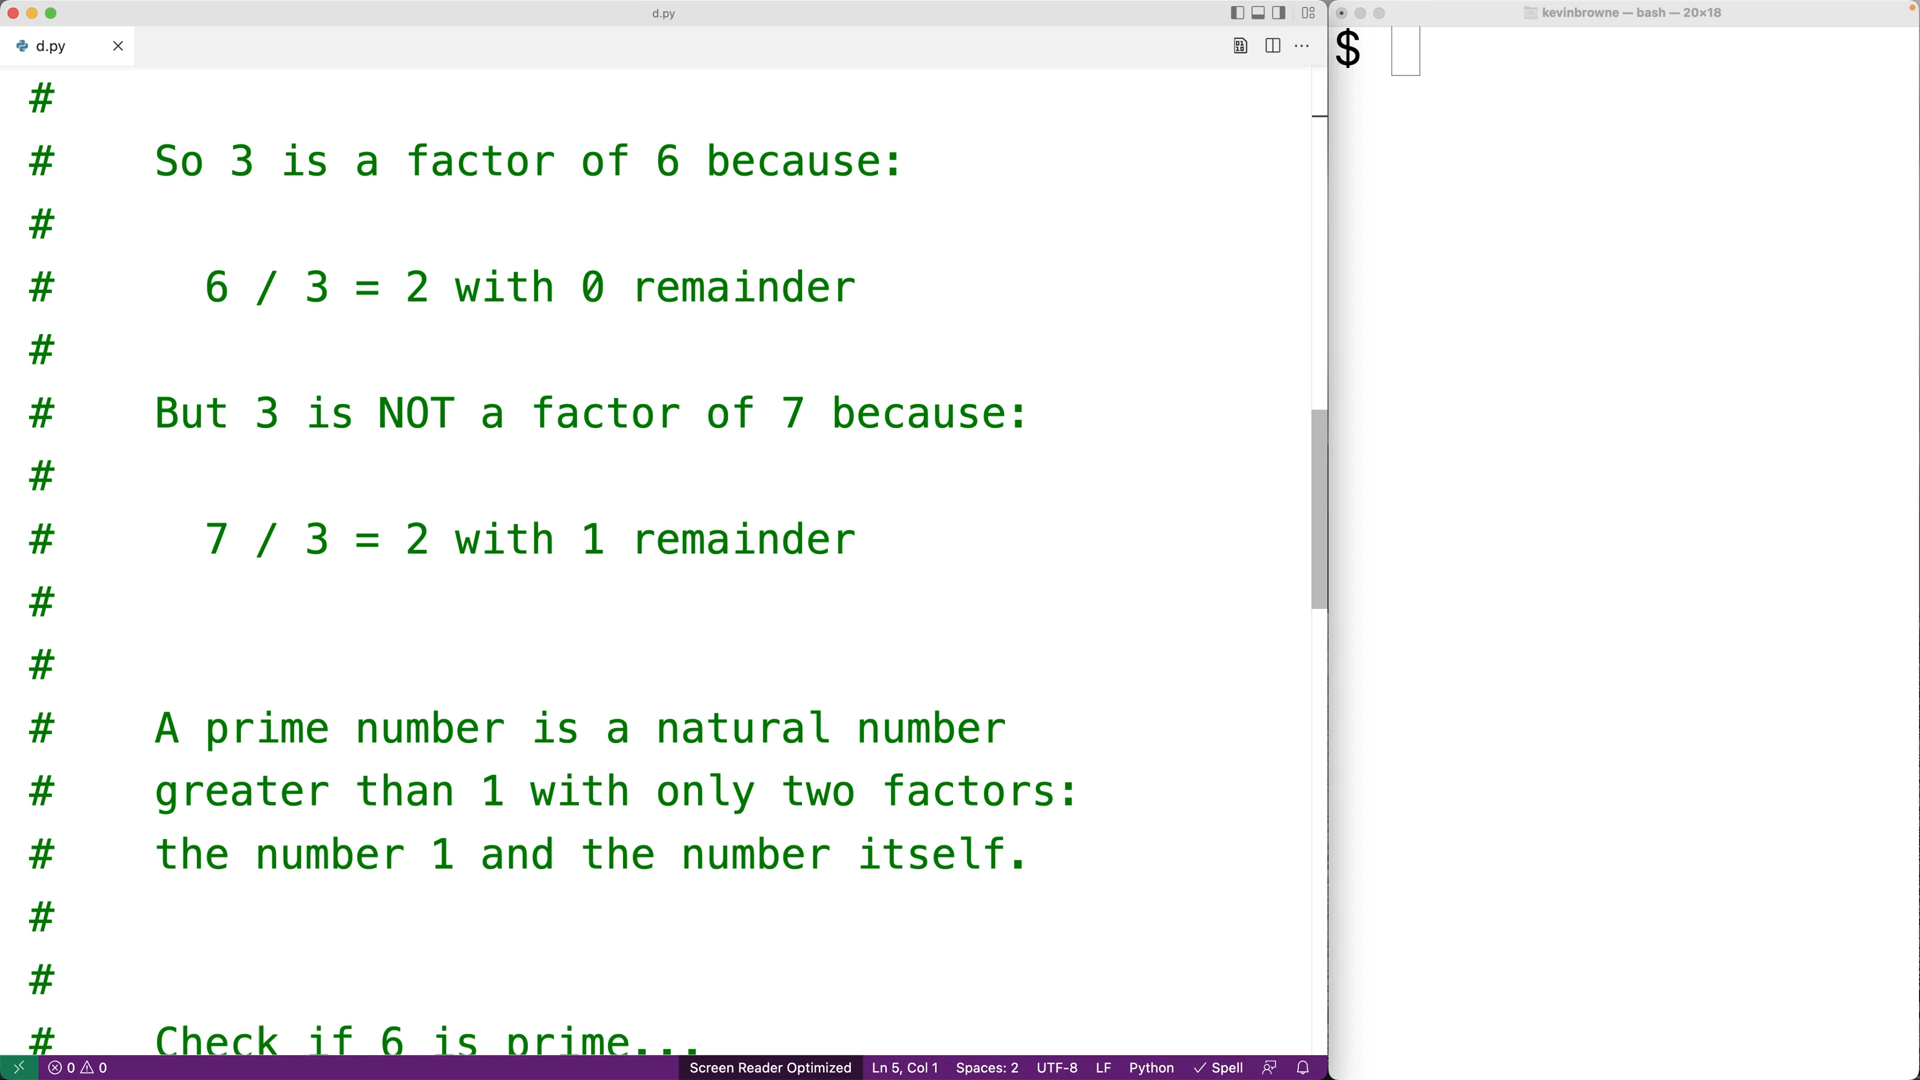 d.py
kevinbrowne — bash — 20×18
d.py
$
#
# So 3 is a factor of 6 because:
#
# 6 / 3 = 2 with 0 remainder
#
# But 3 is NOT a factor of 7 because:
#
# 7 / 3 = 2 with 1 remainder
#
#
# A prime number is a natural number
# greater than 1 with only two factors:
# the number 1 and the number itself.
#
#
# Check if 6 is prime...
0 0 Screen Reader Optimized Ln 5, Col 1 Spaces: 2 UTF-8 LF Python Spell